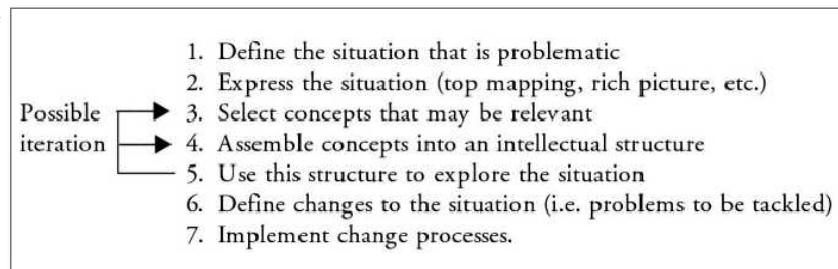 1. Define the situation that is problematic
2. Express the situation (top mapping, rich picture, etc.)
Possible
3. Select concepts that may be relevant
iteration
4. Assemble concepts into an intellectual structure
5. Use this structure to explore the situation
6. Define changes to the situation (i.e. problems to be tackled)
7. Implement change processes.